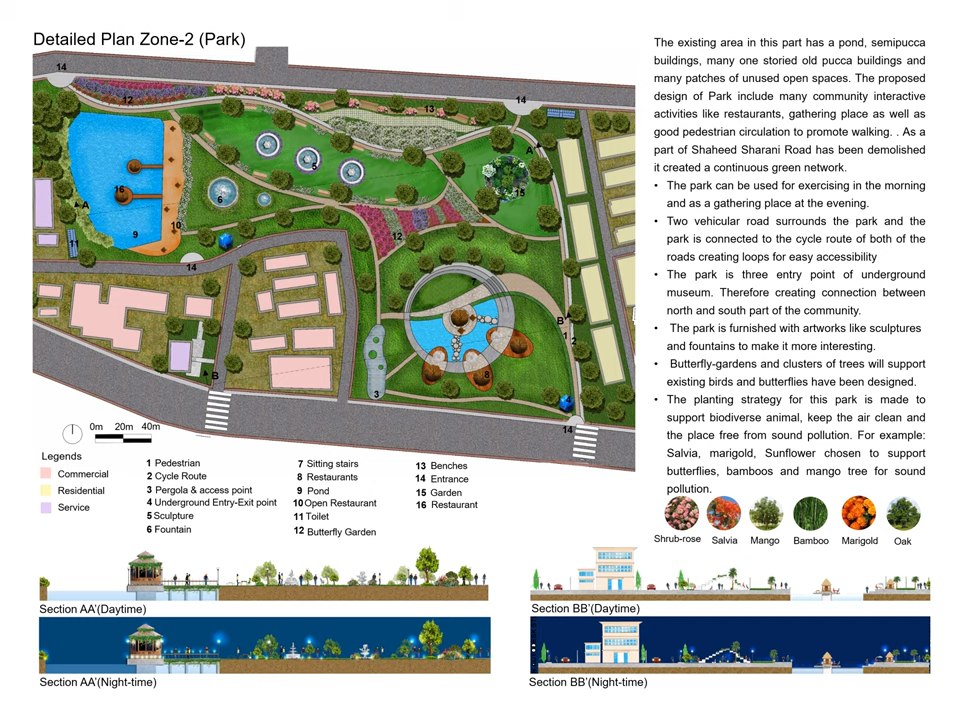 Detailed Plan Zone-2 (Park)
14
12
13
14
A
5
15
16
6
A
9
10
11
12
14
B
1
2
8
B
3
14
0m 20m 40m
Legends
Commercial
Residential
Service
1 Pedestrian
2 Cycle Route
3 Pergola & access point
4 Underground Entry-Exit point
5 Sculpture
6 Fountain
7 Sitting stairs
8 Restaurants
9 Pond
10 Open Restaurant
11 Toilet
12 Butterfly Garden
13 Benches
14 Entrance
15 Garden
16 Restaurant
The existing area in this part has a pond, semipucca
buildings, many one storied old pucca buildings and
many patches of unused open spaces. The proposed
design of Park include many community interactive
activities like restaurants, gathering place as well as
good pedestrian circulation to promote walking. . As a
part of Shaheed Sharani Road has been demolished
it created a continuous green network.
• The park can be used for exercising in the morning
and as a gathering place at the evening.
• Two vehicular road surrounds the park and the
park is connected to the cycle route of both of the
roads creating loops for easy accessibility
• The park is three entry point of underground
museum. Therefore creating connection between
north and south part of the community.
• The park is furnished with artworks like sculptures
and fountains to make it more interesting.
• Butterfly-gardens and clusters of trees will support
existing birds and butterflies have been designed.
• The planting strategy for this park is made to
support biodiverse animal, keep the air clean and
the place free from sound pollution. For example:
Salvia, marigold, Sunflower chosen to support
butterflies, bamboos and mango tree for sound
pollution.
Shrub-rose Salvia Mango Bamboo Marigold Oak
Section AA'(Daytime)
Section BB'(Daytime)
Section AA'(Night-time)
Section BB'(Night-time)